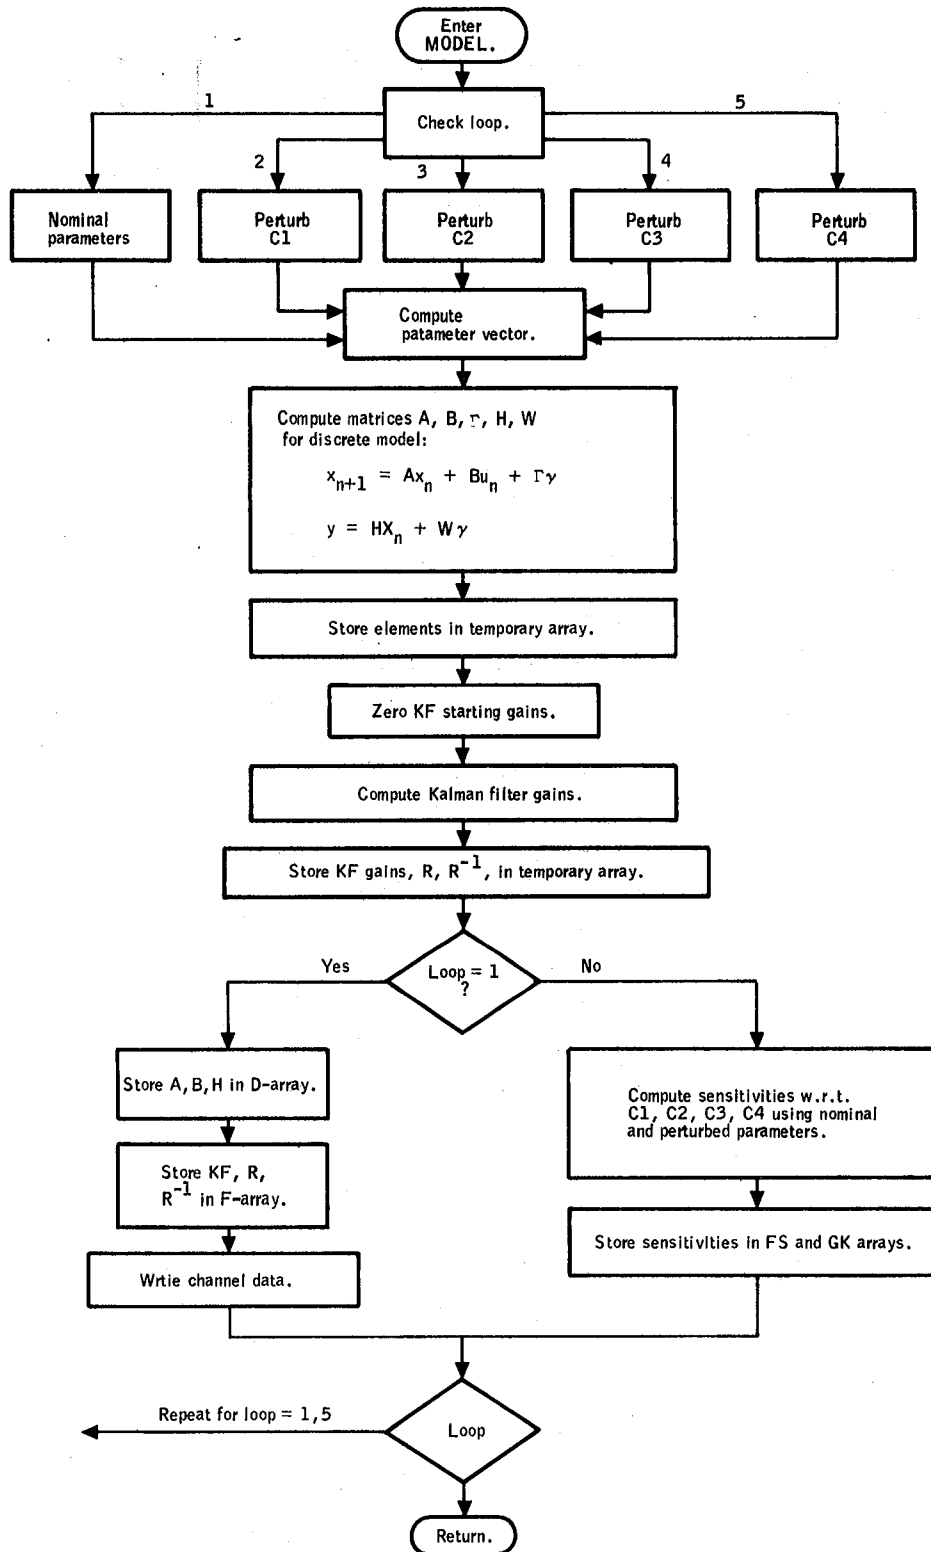 Enter
MODEL.
Check loop.
1
5
2
3
4
Nominal
parameters
Perturb
C1
Perturb
C2
Perturb
C3
Perturb
C4
Compute
patameter vector.
Compute matrices A, B, Γ, H, W
for discrete model:
x_{n+1} = Ax_n + Bu_n + Γγ
y = HX_n + Wγ
Store elements in temporary array.
Zero KF starting gains.
Compute Kalman filter gains.
Store KF gains, R, R^{-1}, in temporary array.
Loop = 1
?
Yes
No
Store A, B, H in D-array.
Store KF, R,
R^{-1} in F-array.
Wrtie channel data.
Compute sensitivities w.r.t.
C1, C2, C3, C4 using nominal
and perturbed parameters.
Store sensitivities in FS and GK arrays.
Repeat for loop = 1,5
Loop
Return.